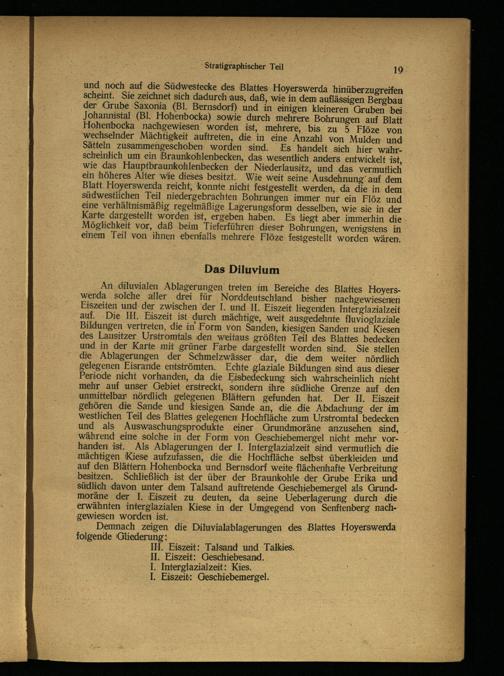 Stratigraphischer Teil
19
und noch auf die Südwestecke des Blattes Hoyerswerda hinüberzugreifen
scheint. Sie zeichnet sich dadurch aus, daß, wie in dem auflässigen Bergbau
der Grube Saxonia (Bl. Bernsdorf) und in einigen kleineren Gruben bei
Johannistal (Bl. Hohenbocka) sowie durch mehrere Bohrungen auf Blatt
Hohenbocka nachgewiesen worden ist, mehrere, bis zu 5 Flöze von
wechselnder Mächtigkeit auftreten, die in eine Anzahl von Mulden und
Sätteln zusammengeschoben worden sind. Es handelt sich hier wahr-
scheinlich um ein Braunkohlenbecken, das wesentlich anders entwickelt ist,
wie das Hauptbraunkohlenbecken der Niederlausitz, und das vermutlich
ein höheres Alter wie dieses besitzt. Wie weit seine Ausdehnung auf dem
Blatt Hoyerswerda reicht, konnte nicht festgestellt werden, da die in dem
südwestlichen Teil niedergebrachten Bohrungen immer nur ein Flöz und
eine verhältnismäßig regelmäßige Lagerungsform desselben, wie sie in der
Karte dargestellt worden ist, ergeben haben. Es liegt aber immerhin die
Möglichkeit vor, daß beim Tieferführen dieser Bohrungen, wenigstens in
einem Teil von ihnen ebenfalls mehrere Flöze festgestellt worden wären.
Das Diluvium
An diluvialen Ablagerungen treten im Bereiche des Blattes Hoyers-
werda solche aller drei für Norddeutschland bisher nachgewiesenen
Eiszeiten und der zwischen der I. und II. Eiszeit liegenden Interglazialzeit
auf. Die III. Eiszeit ist durch mächtige, weit ausgedehnte fluvioglaziale
Bildungen vertreten, die in Form von Sanden, kiesigen Sanden und Kiesen
des Lausitzer Urstromtals den weitaus größten Teil des Blattes bedecken
und in der Karte mit grüner Farbe dargestellt worden sind. Sie stellen
die Ablagerungen der Schmelzwässer dar, die dem weiter nördlich
gelegenen Eisrande entströmten. Echte glaziale Bildungen sind aus dieser
Periode nicht vorhanden, da die Eisbedeckung sich wahrscheinlich nicht
mehr auf unser Gebiet erstreckt, sondern ihre südliche Grenze auf den
unmittelbar nördlich gelegenen Blättern gefunden hat. Der II. Eiszeit
gehören die Sande und kiesigen Sande an, die die Abdachung der im
westlichen Teil des Blattes gelegenen Hochfläche zum Urstromtal bedecken
und als Auswaschungsprodukte einer Grundmoräne anzusehen sind,
während eine solche in der Form von Geschiebemergel nicht mehr vor-
handen ist. Als Ablagerungen der I. Interglazialzeit sind vermutlich die
mächtigen Kiese aufzufassen, die die Hochfläche selbst überkleiden und
auf den Blättern Hohenbocka und Bernsdorf weite flächenhafte Verbreitung
besitzen. Schließlich ist der über der Braunkohle der Grube Erika und
südlich davon unter dem Talsand auftretende Geschiebemergel als Grund-
moräne der I. Eiszeit zu deuten, da seine Ueberlagerung durch die
erwähnten interglazialen Kiese in der Umgegend von Senftenberg nach-
gewiesen worden ist.
Demnach zeigen die Diluvialablagerungen des Blattes Hoyerswerda
folgende Gliederung:
III. Eiszeit: Talsand und Talkies.
II. Eiszeit: Geschiebesand.
I. Interglazialzeit: Kies.
I. Eiszeit: Geschiebemergel.